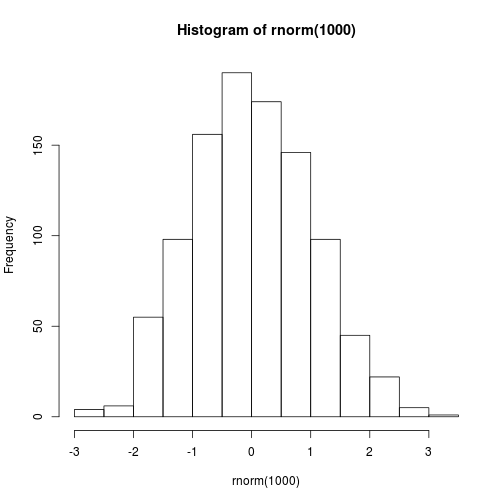 Histogram of rnorm(1000)
Frequency
150
100
50
0
-3 -2 -1 0 1 2 3
rnorm(1000)